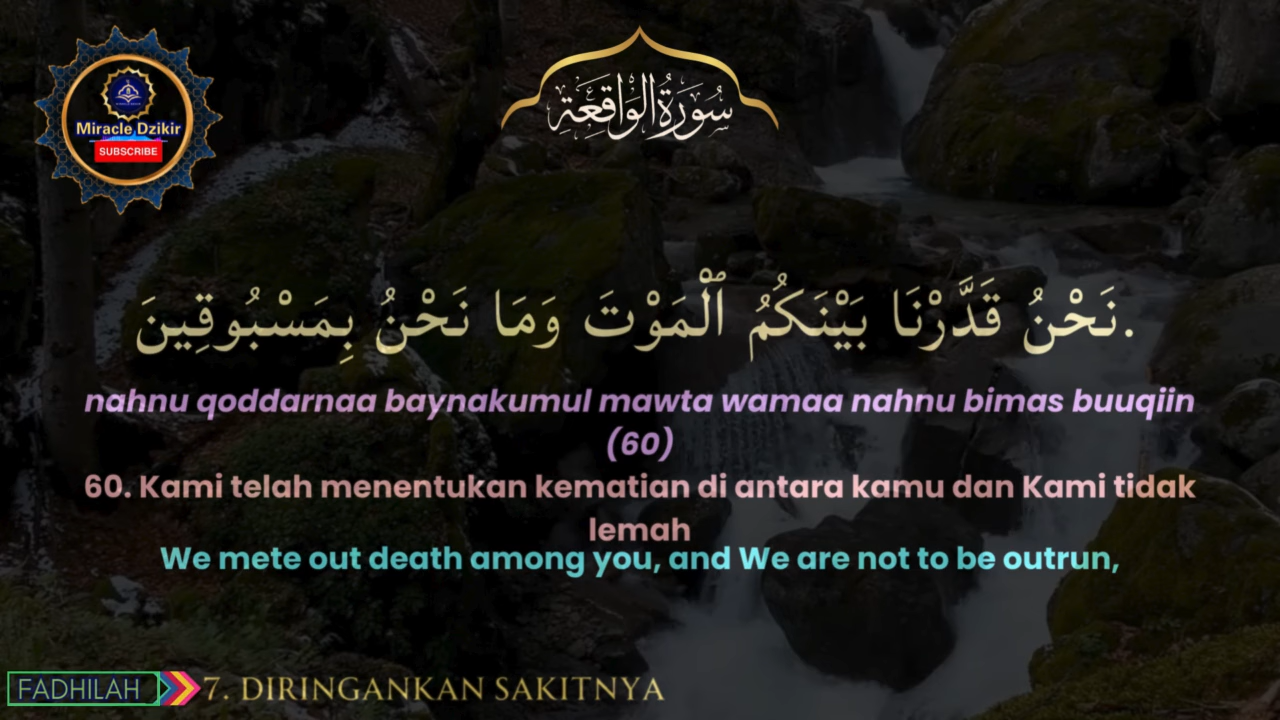 Miracle Dzikir
SUBSCRIBE
سُورَةُ الْوَاقِعَةِ
نَحْنُ قَدَّرْنَا بَيْنَكُمُ ٱلْمَوْتَ وَمَا نَحْنُ بِمَسْبُوقِينَ.
nahnu qoddarnaa baynakumul mawta wamaa nahnu bimas buuqiin
(60)
60. Kami telah menentukan kematian di antara kamu dan Kami tidak
lemah
We mete out death among you, and We are not to be outrun,
FADHILAH 7. DIRINGANKAN SAKITNYA